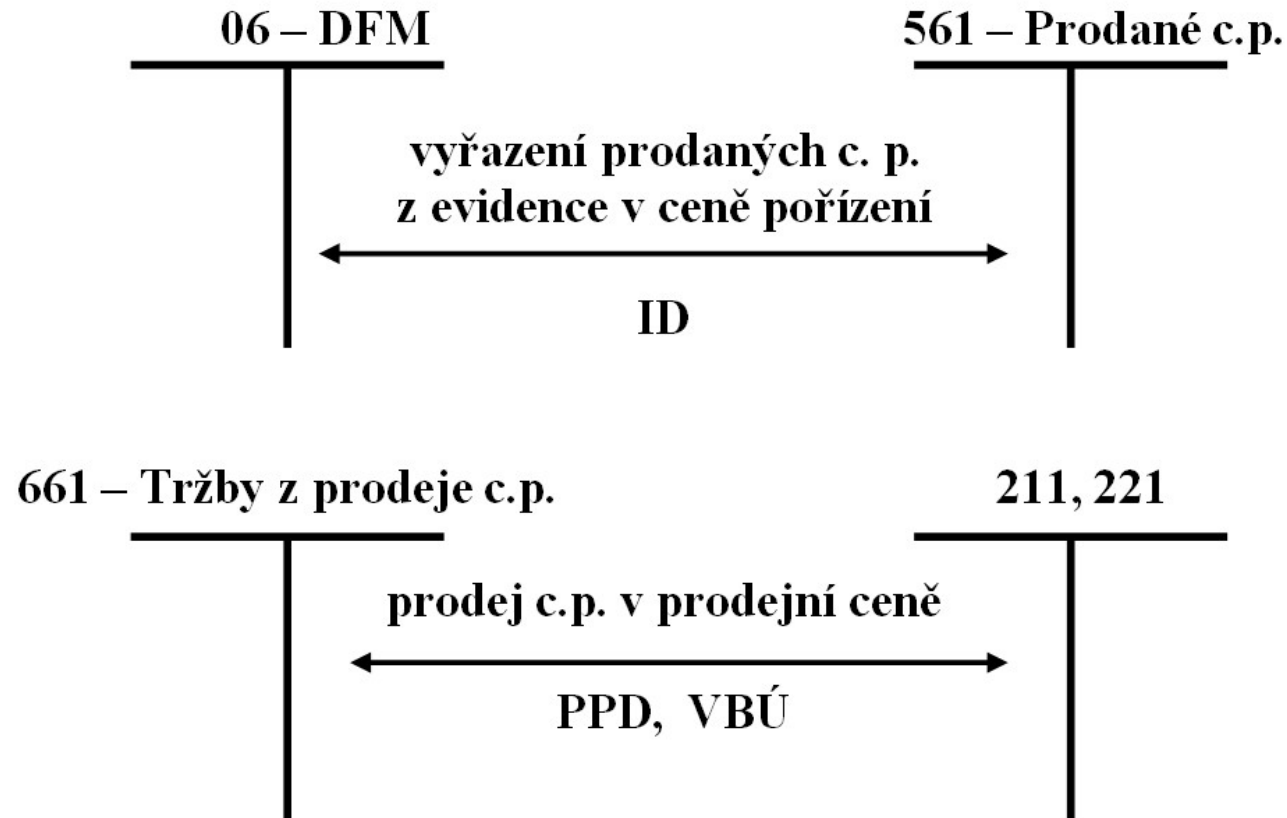 06 – DFM
561 – Prodané c.p.
vyřazení prodaných c. p.
z evidence v ceně pořízení
ID
661 – Tržby z prodeje c.p.
211, 221
prodej c.p. v prodejní ceně
PPD, VBÚ